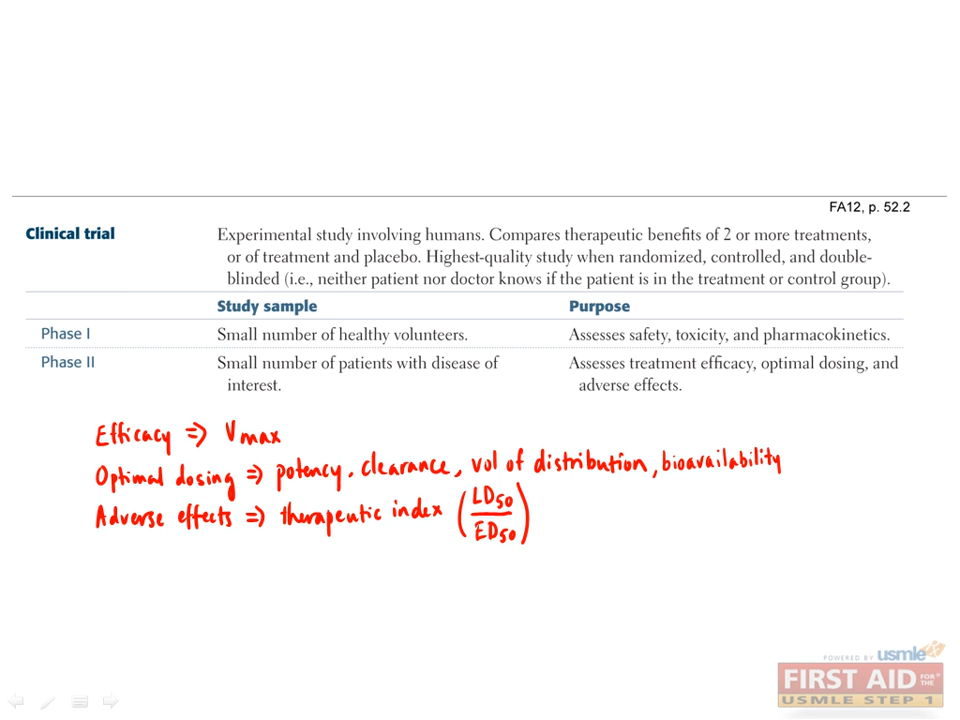 FA12, p. 52.2
Clinical trial
Experimental study involving humans. Compares therapeutic benefits of 2 or more treatments,
or of treatment and placebo. Highest-quality study when randomized, controlled, and double-
blinded (i.e., neither patient nor doctor knows if the patient is in the treatment or control group).
Study sample Purpose
Phase I Small number of healthy volunteers. Assesses safety, toxicity, and pharmacokinetics.
Phase II Small number of patients with disease of Assesses treatment efficacy, optimal dosing, and
interest. adverse effects.
Efficacy ⇒ Vmax
Optimal dosing ⇒ potency, clearance, vol of distribution, bioavailability
Adverse effects ⇒ therapeutic index (LD50/ED50)
POWERED BY usmle
FIRST AID FOR THE®
USMLE STEP 1